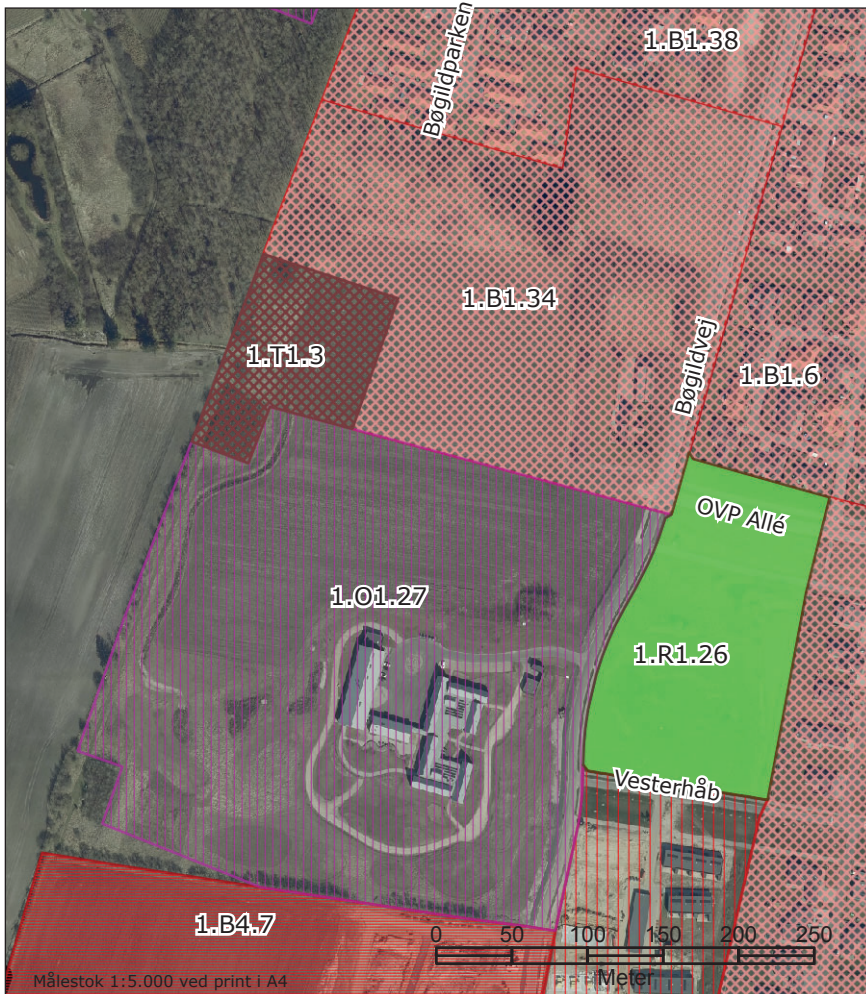 1.B1.38
Bøgildparken
1.B1.34
1.T1.3
Bøgildvej
1.B1.6
OVP Allé
1.O1.27
1.R1.26
Vesterhåb
1.B4.7
0 50 100 150 200 250
Meter
Målestok 1:5.000 ved print i A4